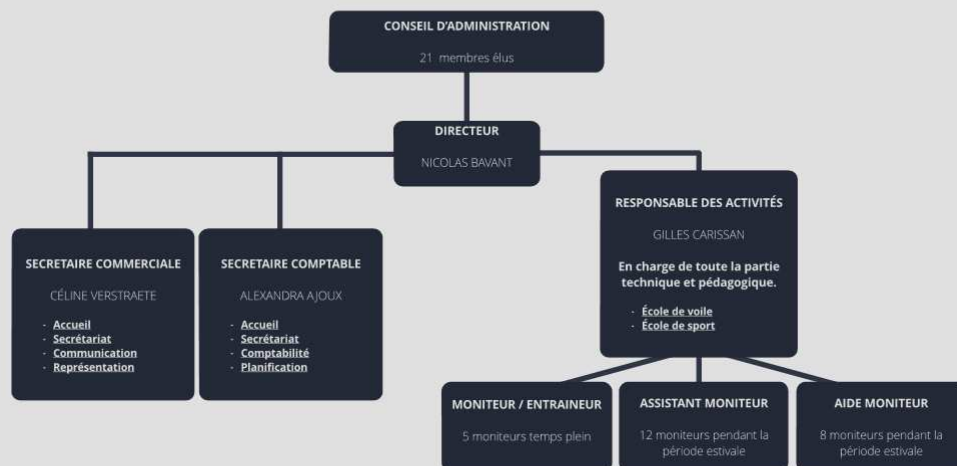 CONSEIL D'ADMINISTRATION
21 membres élus
DIRECTEUR
NICOLAS BAVANT
SECRETAIRE COMMERCIALE
CÉLINE VERSTRAETE
- Accueil
- Secrétariat
- Communication
- Représentation
SECRETAIRE COMPTABLE
ALEXANDRA AJOUX
- Accueil
- Secrétariat
- Comptabilité
- Planification
RESPONSABLE DES ACTIVITÉS
GILLES CARISSAN
En charge de toute la partie
technique et pédagogique.
- École de voile
- École de sport
MONITEUR / ENTRAINEUR
5 moniteurs temps plein
ASSISTANT MONITEUR
12 moniteurs pendant la
période estivale
AIDE MONITEUR
8 moniteurs pendant la
période estivale